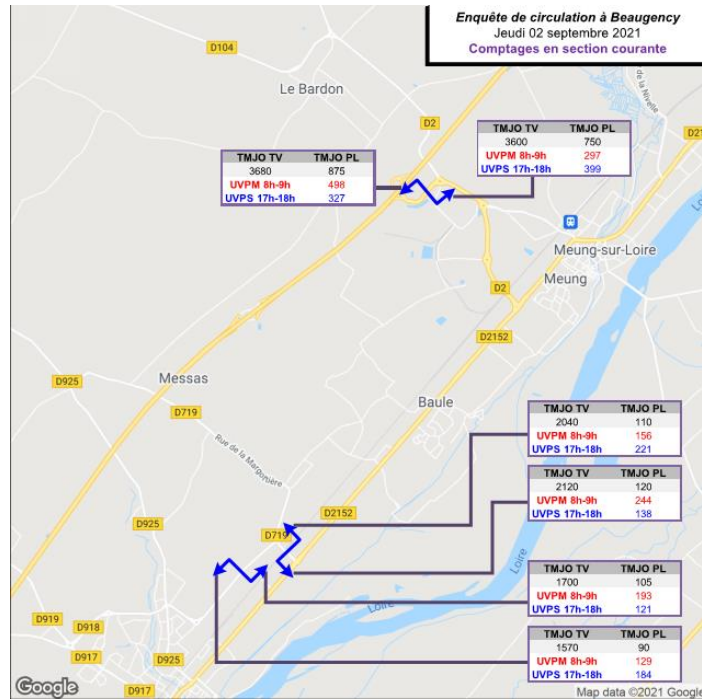 Enquête de circulation à Beaugency
Jeudi 02 septembre 2021
Comptages en section courante
D104
Le Bardon
D2
TMJO TV TMJO PL
3600 750
UVPM 8h-9h 297
UVPS 17h-18h 399
TMJO TV TMJO PL
3680 875
UVPM 8h-9h 498
UVPS 17h-18h 327
Meung-sur-Loire
Meung
D2
D2152
Messas
D925
D719
Baule
Rue de la Margottière
TMJO TV TMJO PL
2040 110
UVPM 8h-9h 156
UVPS 17h-18h 221
TMJO TV TMJO PL
2120 120
UVPM 8h-9h 244
UVPS 17h-18h 138
D925
D2152
D719
Loire
TMJO TV TMJO PL
1700 105
UVPM 8h-9h 193
UVPS 17h-18h 121
Loire
D919
D918
D917
D925
D917
TMJO TV TMJO PL
1570 90
UVPM 8h-9h 129
UVPS 17h-18h 184
Google
Map data ©2021 Google